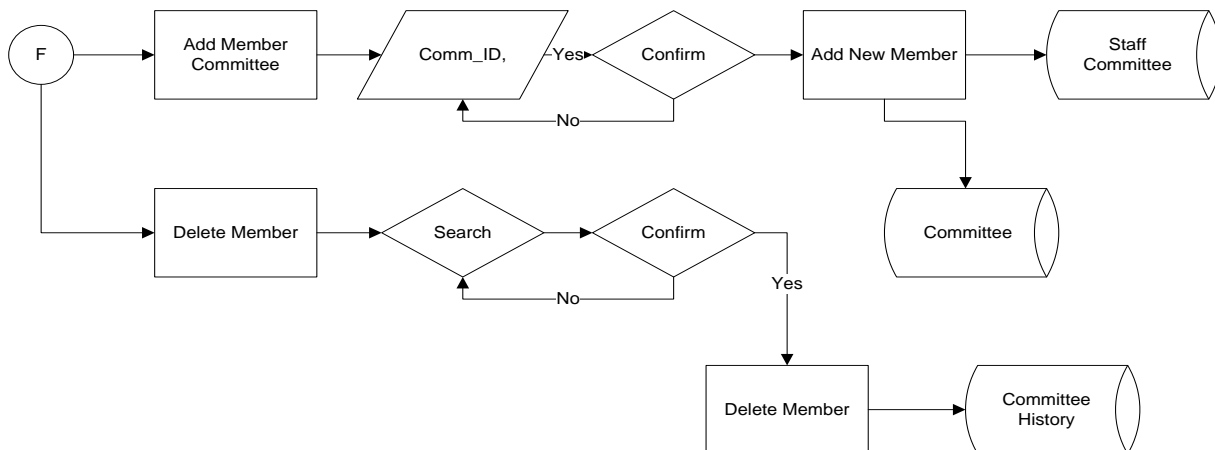 F
Add Member
Committee
Comm_ID,
Yes
Confirm
Add New Member
Staff
Committee
No
Delete Member
Search
Confirm
Committee
No
Yes
Delete Member
Committee
History